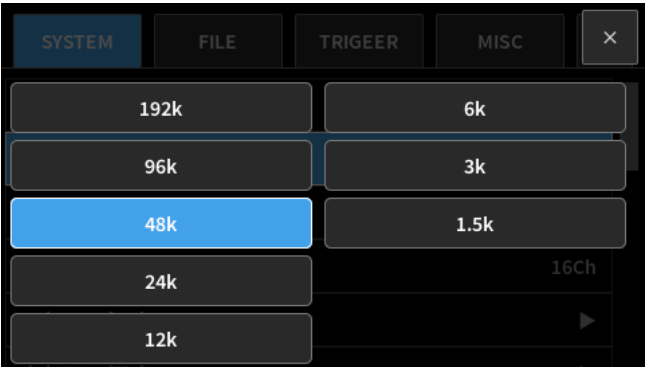 SYSTEM FILE TRIGEER MISC ×
192k 6k
96k 3k
48k 1.5k
24k
16Ch
12k